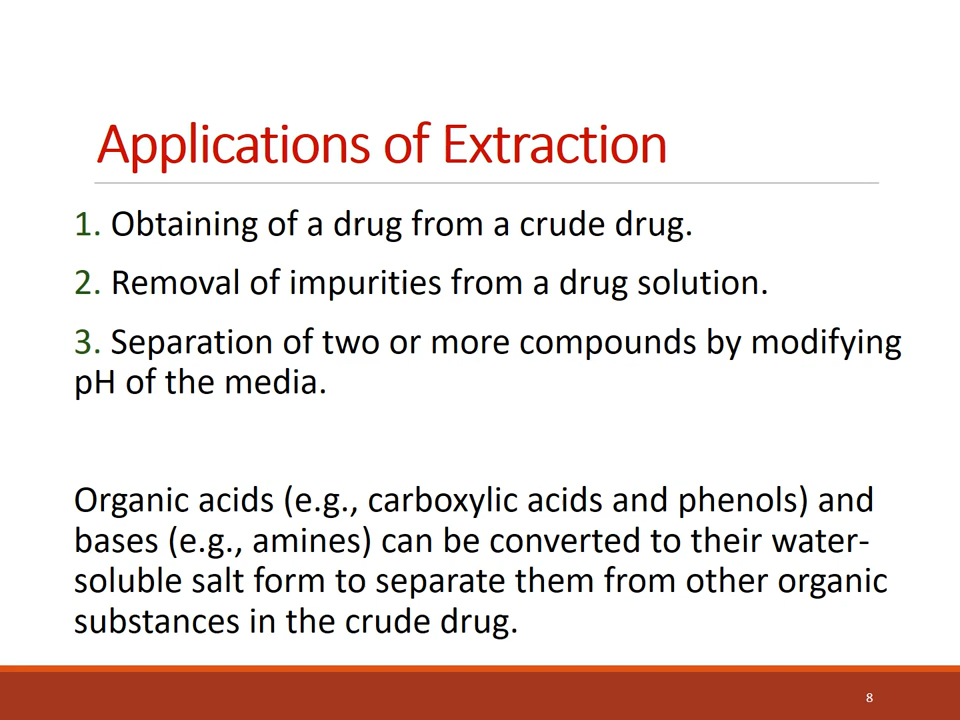 Applications of Extraction
1. Obtaining of a drug from a crude drug.
2. Removal of impurities from a drug solution.
3. Separation of two or more compounds by modifying
pH of the media.
Organic acids (e.g., carboxylic acids and phenols) and
bases (e.g., amines) can be converted to their water-
soluble salt form to separate them from other organic
substances in the crude drug.
8